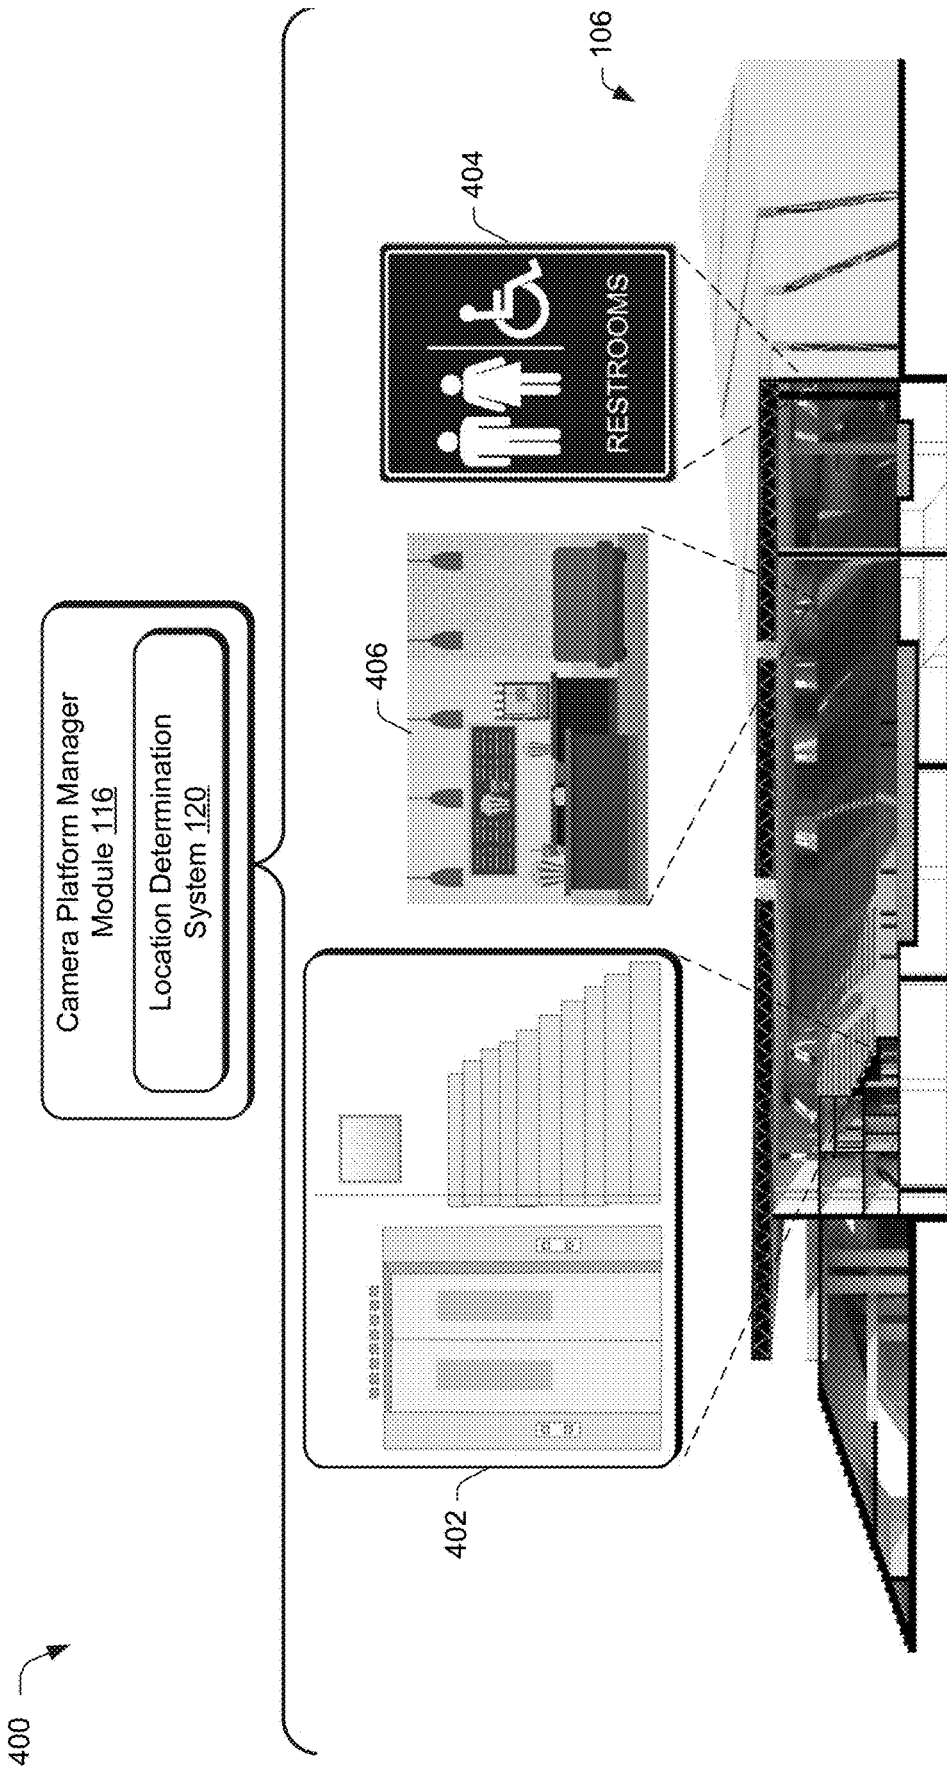 400
Camera Platform Manager
Module 116
Location Determination
System 120
402
406
404
RESTROOMS
106